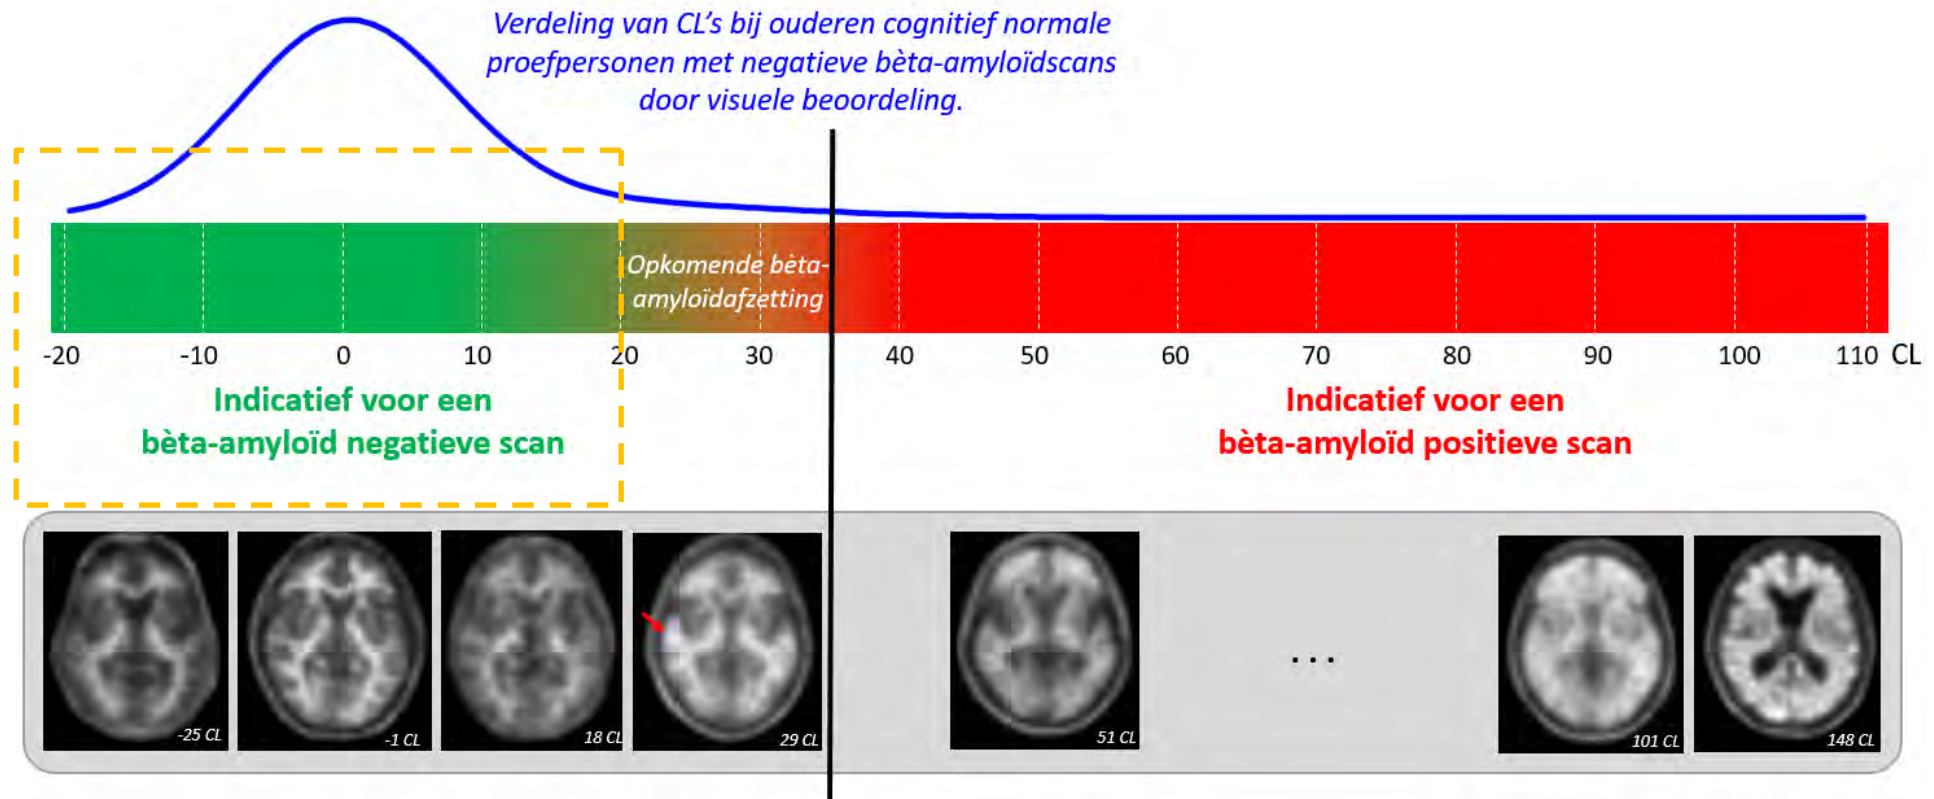 Verdeling van CL's bij ouderen cognitief normale
proefpersonen met negatieve bèta-amyloïdscans
door visuele beoordeling.
Opkomende bèta-
amyloïdafzetting
-20 -10 0 10 20 30 40 50 60 70 80 90 100 110 CL
Indicatief voor een
bèta-amyloïd negatieve scan
Indicatief voor een
bèta-amyloïd positieve scan
...
-25 CL -1 CL 18 CL 29 CL 51 CL 101 CL 148 CL